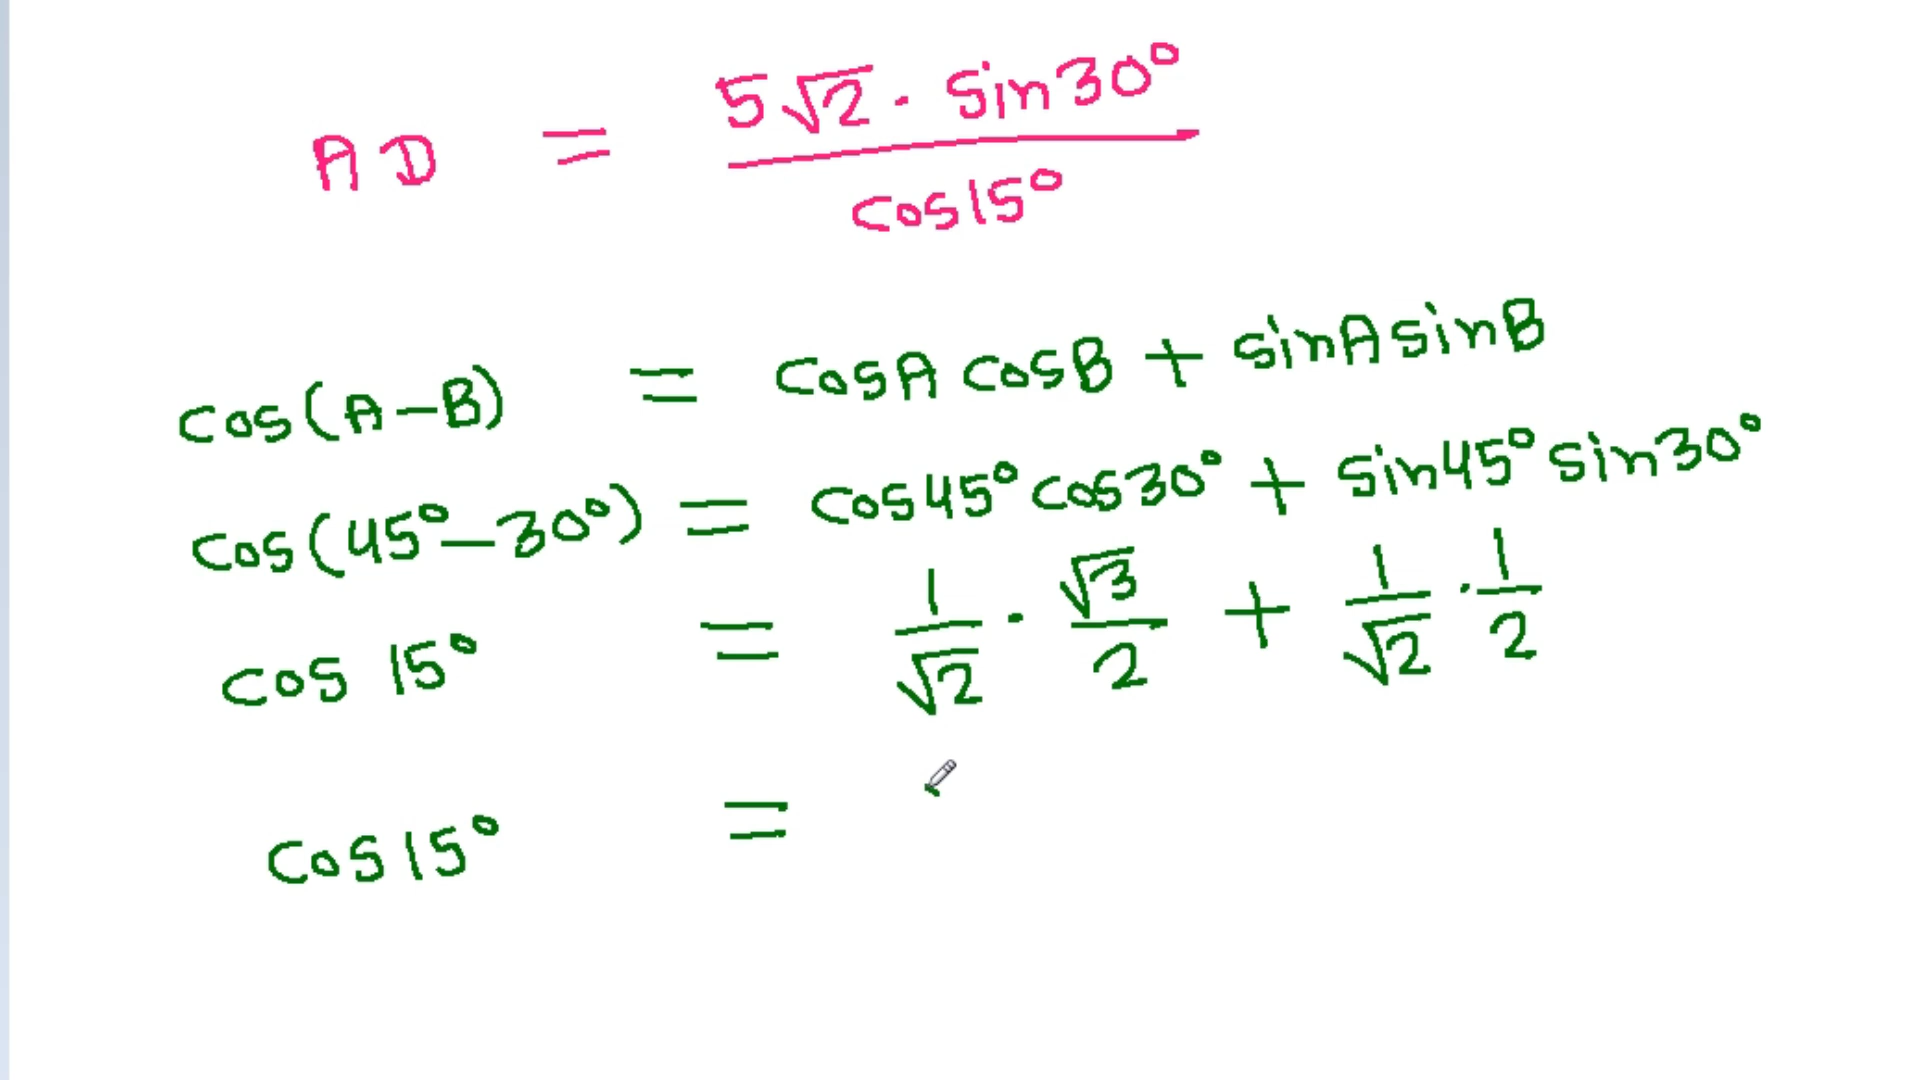 AD = 5√2 · sin30° / cos15°
cos(A-B) = cosA cosB + sinA sinB
cos(45°-30°) = cos45° cos30° + sin45° sin30°
cos 15° = 1/√2 · √3/2 + 1/√2 · 1/2
cos15° =